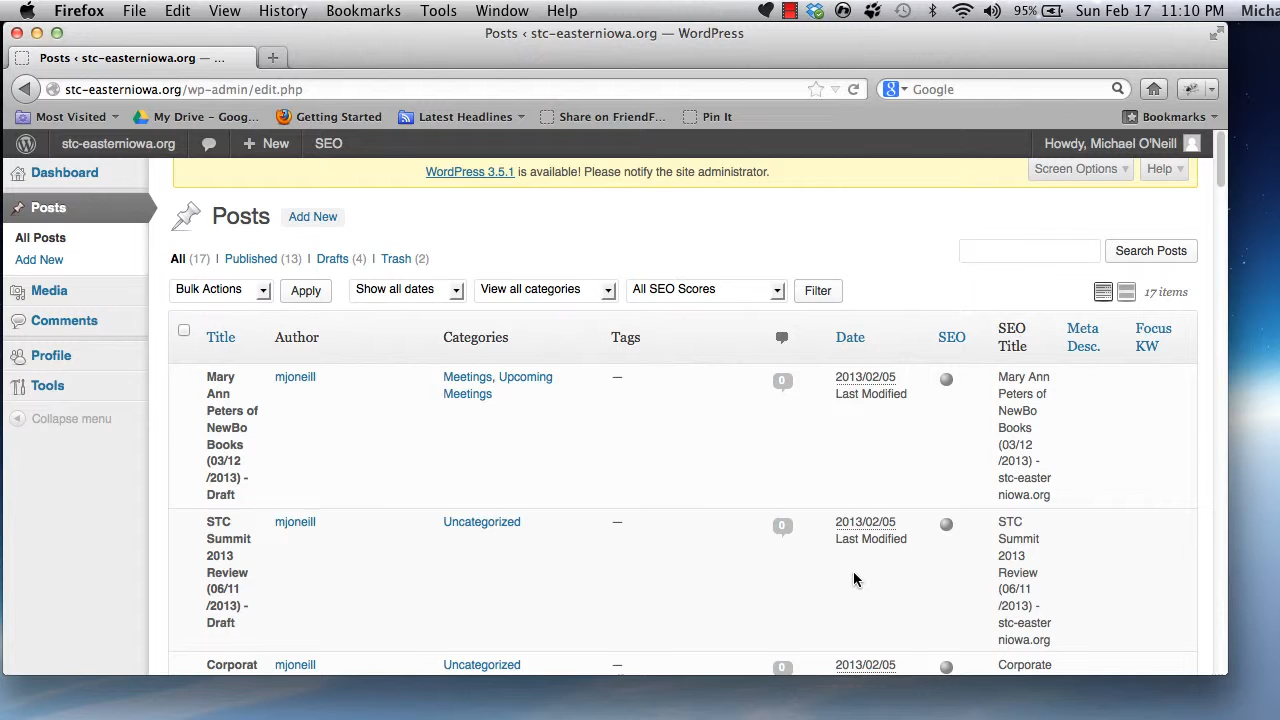 Firefox File Edit View History Bookmarks Tools Window Help 95% Sun Feb 17 11:10 PM Micha
Posts ‹ stc-easterniowa.org — WordPress
Posts ‹ stc-easterniowa.org — ...
stc-easterniowa.org/wp-admin/edit.php
Google
Most Visited My Drive – Goog... Getting Started Latest Headlines Share on FriendF... Pin It Bookmarks
stc-easterniowa.org + New SEO Howdy, Michael O'Neill
Dashboard
Posts
All Posts
Add New
Media
Comments
Profile
Tools
Collapse menu
WordPress 3.5.1 is available! Please notify the site administrator.
Screen Options Help
Posts Add New
All (17) | Published (13) | Drafts (4) | Trash (2)
Search Posts
Bulk Actions Apply Show all dates View all categories All SEO Scores Filter 17 items
Title Author Categories Tags Date SEO SEO Title Meta Desc. Focus KW
Mary
Ann
Peters of
NewBo
Books
(03/12
/2013) -
Draft
mjoneill
Meetings, Upcoming
Meetings
—
0
2013/02/05
Last Modified
Mary Ann
Peters of
NewBo
Books
(03/12
/2013) -
stc-easter
niowa.org
STC
Summit
2013
Review
(06/11
/2013) -
Draft
mjoneill
Uncategorized
—
0
2013/02/05
Last Modified
STC
Summit
2013
Review
(06/11
/2013) -
stc-easter
niowa.org
Corporat
mjoneill
Uncategorized
—
0
2013/02/05
Corporate